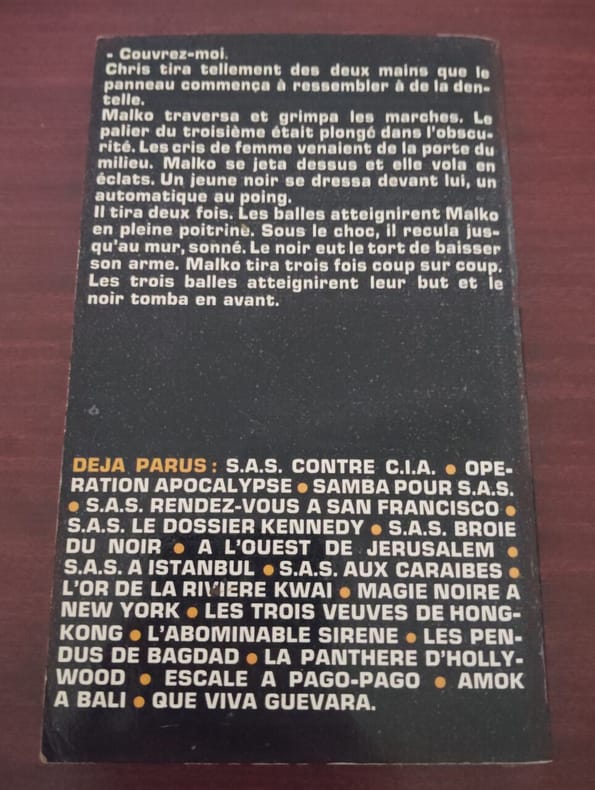 - Couvrez-moi.
Chris tira tellement des deux mains que le
panneau commença à ressembler à de la den-
telle.
Malko traversa et grimpa les marches. Le
palier du troisième était plongé dans l'obscu-
rité. Les cris de femme venaient de la porte du
milieu. Malko se jeta dessus et elle vola en
éclats. Un jeune noir se dressa devant lui, un
automatique au poing.
Il tira deux fois. Les balles atteignirent Malko
en pleine poitrine. Sous le choc, il recula jus-
qu'au mur, sonné. Le noir eut le tort de baisser
son arme. Malko tira trois fois coup sur coup.
Les trois balles atteignirent leur but et le
noir tomba en avant.
DEJA PARUS : S.A.S. CONTRE C.I.A. ● OPE-
RATION APOCALYPSE ● SAMBA POUR S.A.S.
● S.A.S. RENDEZ-VOUS A SAN FRANCISCO ●
S.A.S. LE DOSSIER KENNEDY ● S.A.S. BROIE
DU NOIR ● A L'OUEST DE JERUSALEM ●
S.A.S. A ISTANBUL ● S.A.S. AUX CARAIBES ●
L'OR DE LA RIVIERE KWAI ● MAGIE NOIRE A
NEW YORK ● LES TROIS VEUVES DE HONG-
KONG ● L'ABOMINABLE SIRENE ● LES PEN-
DUS DE BAGDAD ● LA PANTHERE D'HOLLY-
WOOD ● ESCALE A PAGO-PAGO ● AMOK
A BALI ● QUE VIVA GUEVARA.